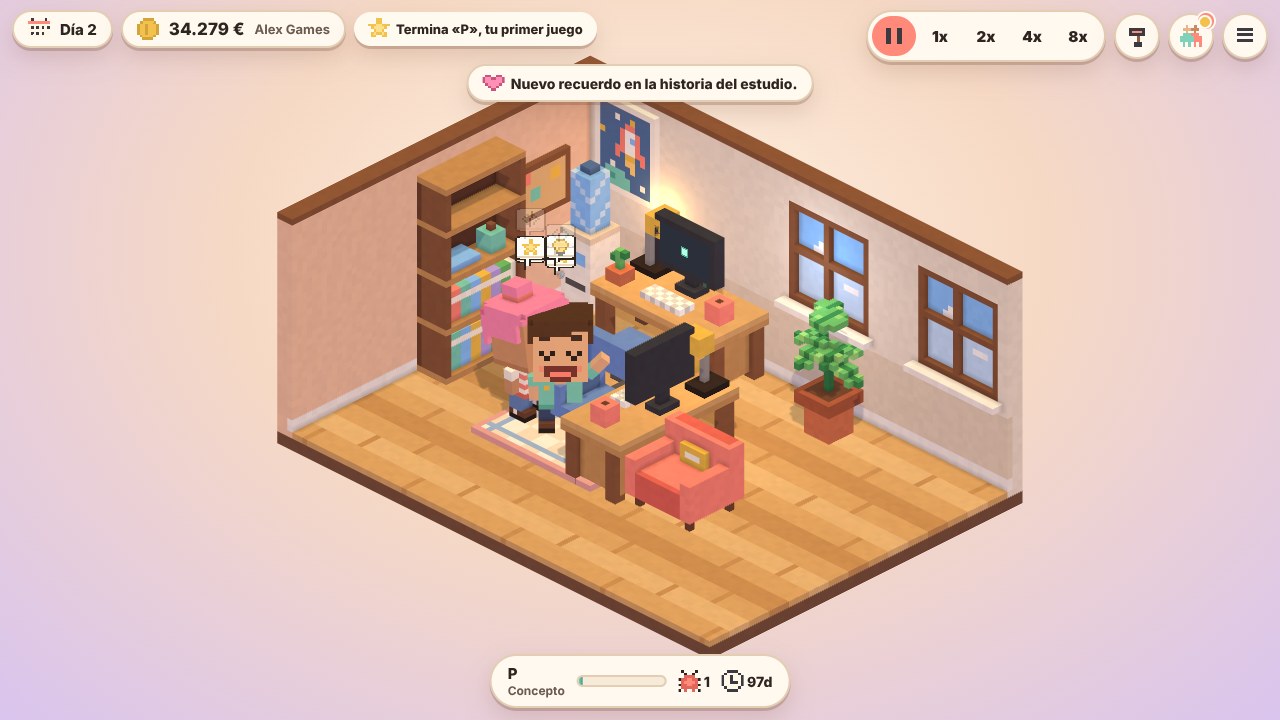 Día 2
34.279 €
Alex Games
Termina «P», tu primer juego
1x
2x
4x
8x
Nuevo recuerdo en la historia del estudio.
P
Concepto
1
97d